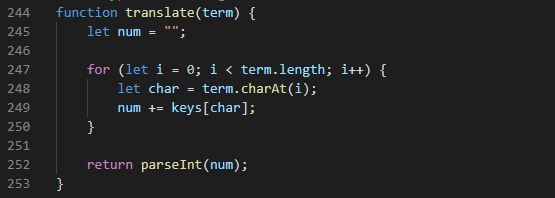 244 function translate(term) {
245     let num = "";
246
247     for (let i = 0; i < term.length; i++) {
248         let char = term.charAt(i);
249         num += keys[char];
250     }
251
252     return parseInt(num);
253 }